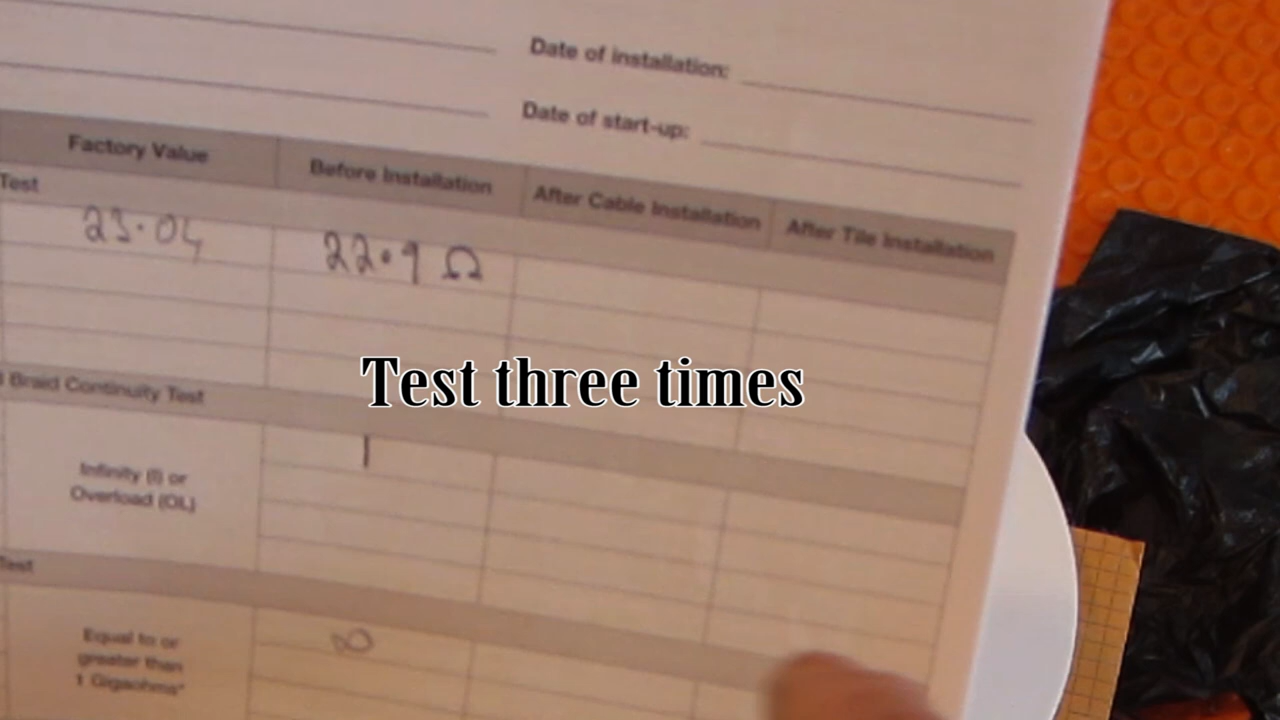 Date of installation:
Date of start-up:
Factory Value Before Installation After Cable Installation After Tile Installation
Test
23.04 22.9 Ω
Test three times
Braid Continuity Test
I
Infinity (I) or
Overload (OL)
Test
∞
Equal to or
greater than
1 Gigaohms*